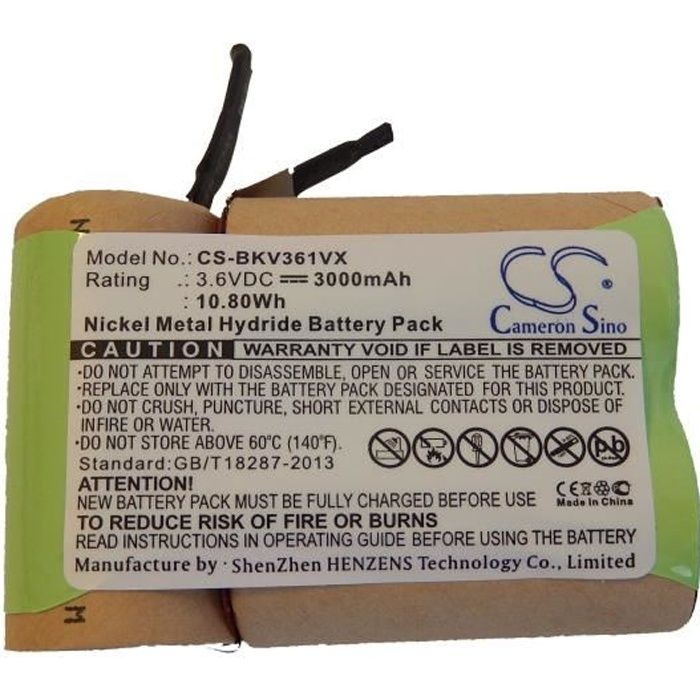 Model No.: CS-BKV361VX
Rating .: 3.6VDC 3000mAh
: 10.80Wh
Nickel Metal Hydride Battery Pack
CS
Cameron Sino
CAUTION WARRANTY VOID IF LABEL IS REMOVED
•DO NOT ATTEMPT TO DISASSEMBLE, OPEN OR SERVICE THE BATTERY PACK.
•REPLACE ONLY WITH THE BATTERY PACK DESIGNATED FOR THIS PRODUCT.
•DO NOT CRUSH, PUNCTURE, SHORT EXTERNAL CONTACTS OR DISPOSE OF IN
FIRE OR WATER.
•DO NOT STORE ABOVE 60°C (140°F).
Standard:GB/T18287-2013
Pb
ATTENTION!
NEW BATTERY PACK MUST BE FULLY CHARGED BEFORE USE
TO REDUCE RISK OF FIRE OR BURNS
READ INSTRUCTIONS IN OPERATING GUIDE BEFORE USING THE BATTERY
CE
Made in China
Manufacture by : ShenZhen HENZENS Technology Co., Limited
M
M